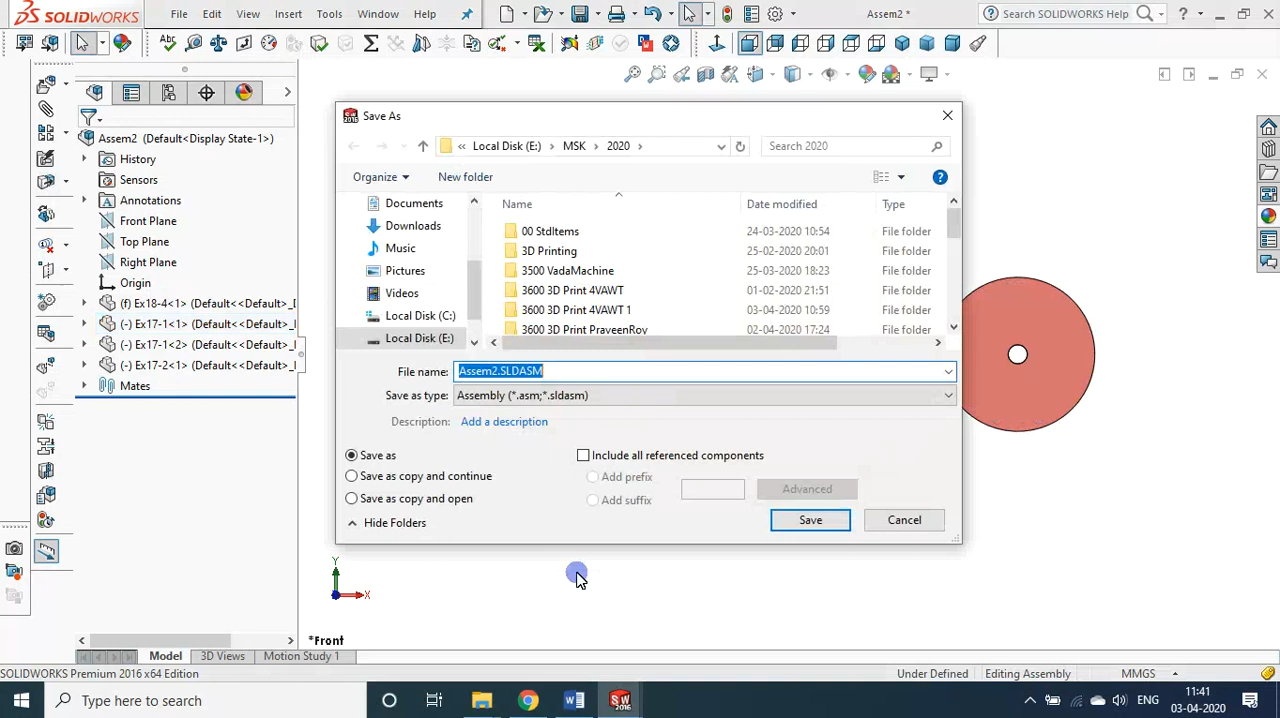 SOLIDWORKS File Edit View Insert Tools Window Help Assem2 * Search SOLIDWORKS Help
Save As
Assem2 (Default<Display State-1>)
History
Sensors
Annotations
Front Plane
Top Plane
Right Plane
Origin
(f) Ex18-4<1> (Default<<Default>_
(-) Ex17-1<1> (Default<<Default>_I
(-) Ex17-1<2> (Default<<Default>_I
(-) Ex17-2<1> (Default<<Default>_I
Mates
« Local Disk (E:) > MSK > 2020 > Search 2020
Organize New folder
Documents
Downloads
Music
Pictures
Videos
Local Disk (C:)
Local Disk (E:)
Name Date modified Type
00 StdItems 24-03-2020 10:54 File folder
3D Printing 25-02-2020 20:01 File folder
3500 VadaMachine 25-03-2020 18:23 File folder
3600 3D Print 4VAWT 01-02-2020 21:51 File folder
3600 3D Print 4VAWT 1 03-04-2020 10:59 File folder
3600 3D Print PraveenRoy 02-04-2020 17:24 File folder
File name: Assem2.SLDASM
Save as type: Assembly (*.asm;*.sldasm)
Description: Add a description
Save as
Save as copy and continue
Save as copy and open
Include all referenced components
Add prefix
Add suffix
Advanced
Hide Folders
Save Cancel
Y
X
*Front
Model 3D Views Motion Study 1
SOLIDWORKS Premium 2016 x64 Edition Under Defined Editing Assembly MMGS
Type here to search
ENG 11:41
03-04-2020